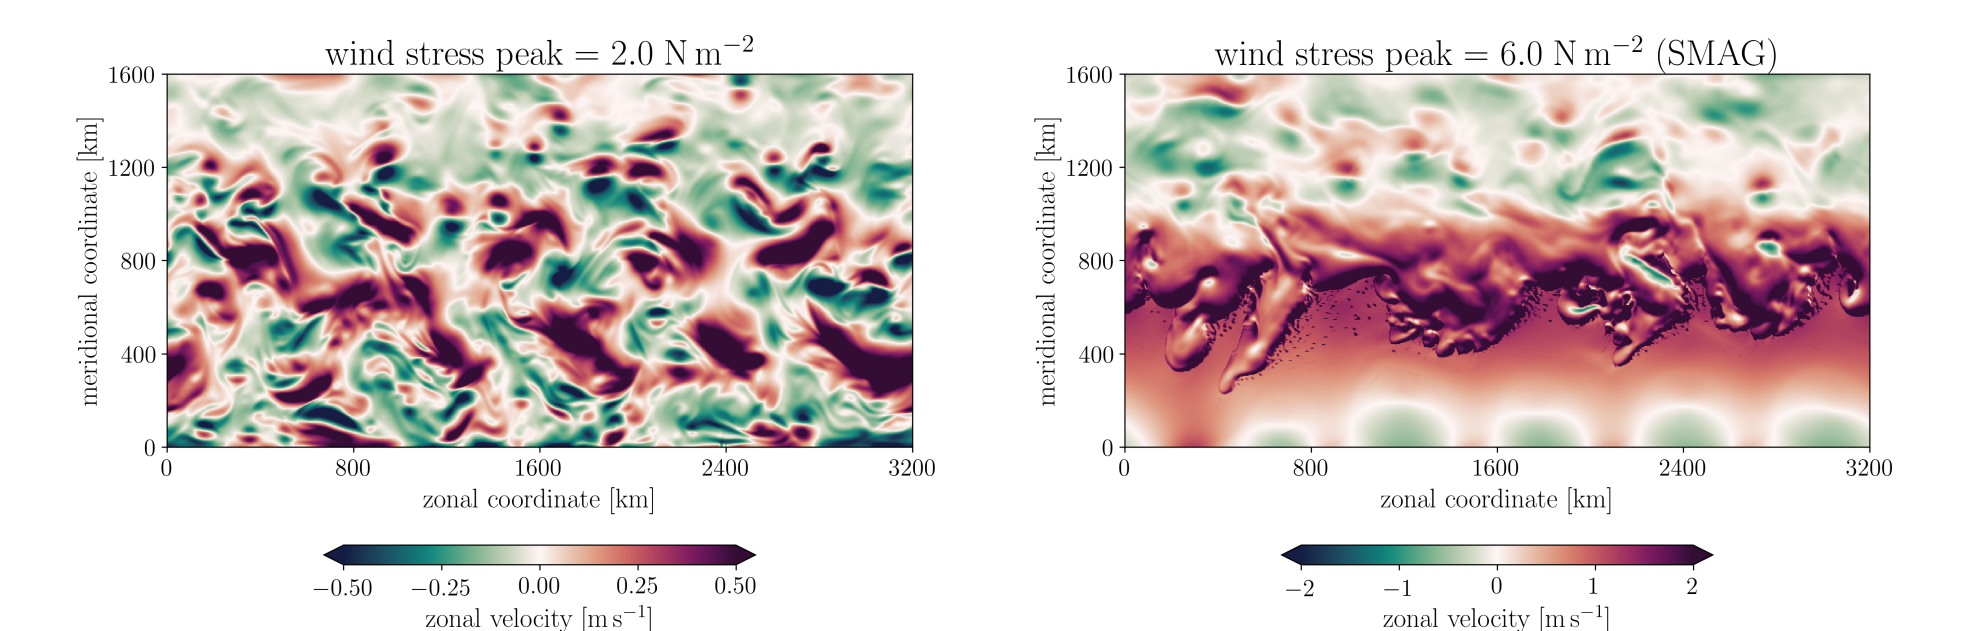 wind stress peak = 2.0 N m⁻²
meridional coordinate [km]
1600
1200
800
400
0
0 800 1600 2400 3200
zonal coordinate [km]
−0.50 −0.25 0.00 0.25 0.50
zonal velocity [m s⁻¹]
wind stress peak = 6.0 N m⁻² (SMAG)
meridional coordinate [km]
1600
1200
800
400
0
0 800 1600 2400 3200
zonal coordinate [km]
−2 −1 0 1 2
zonal velocity [m s⁻¹]